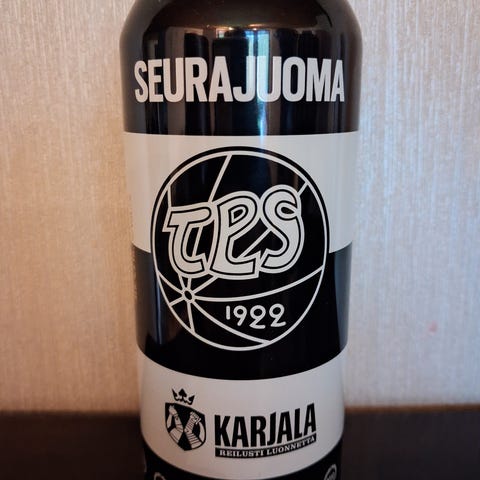 SEURAJUOMA
TPS
1922
KARJALA
REILUSTI LUONNETTA